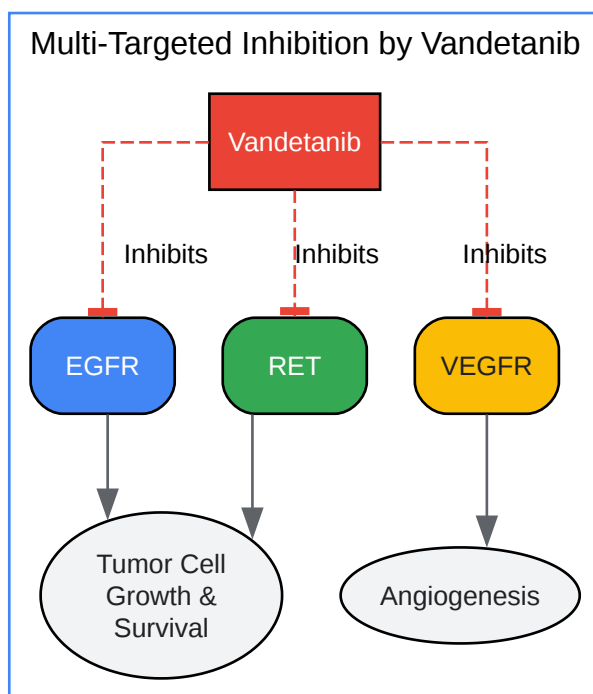 Multi-Targeted Inhibition by Vandetanib
Vandetanib
Inhibits
Inhibits
Inhibits
EGFR
RET
VEGFR
Tumor Cell
Growth &
Survival
Angiogenesis